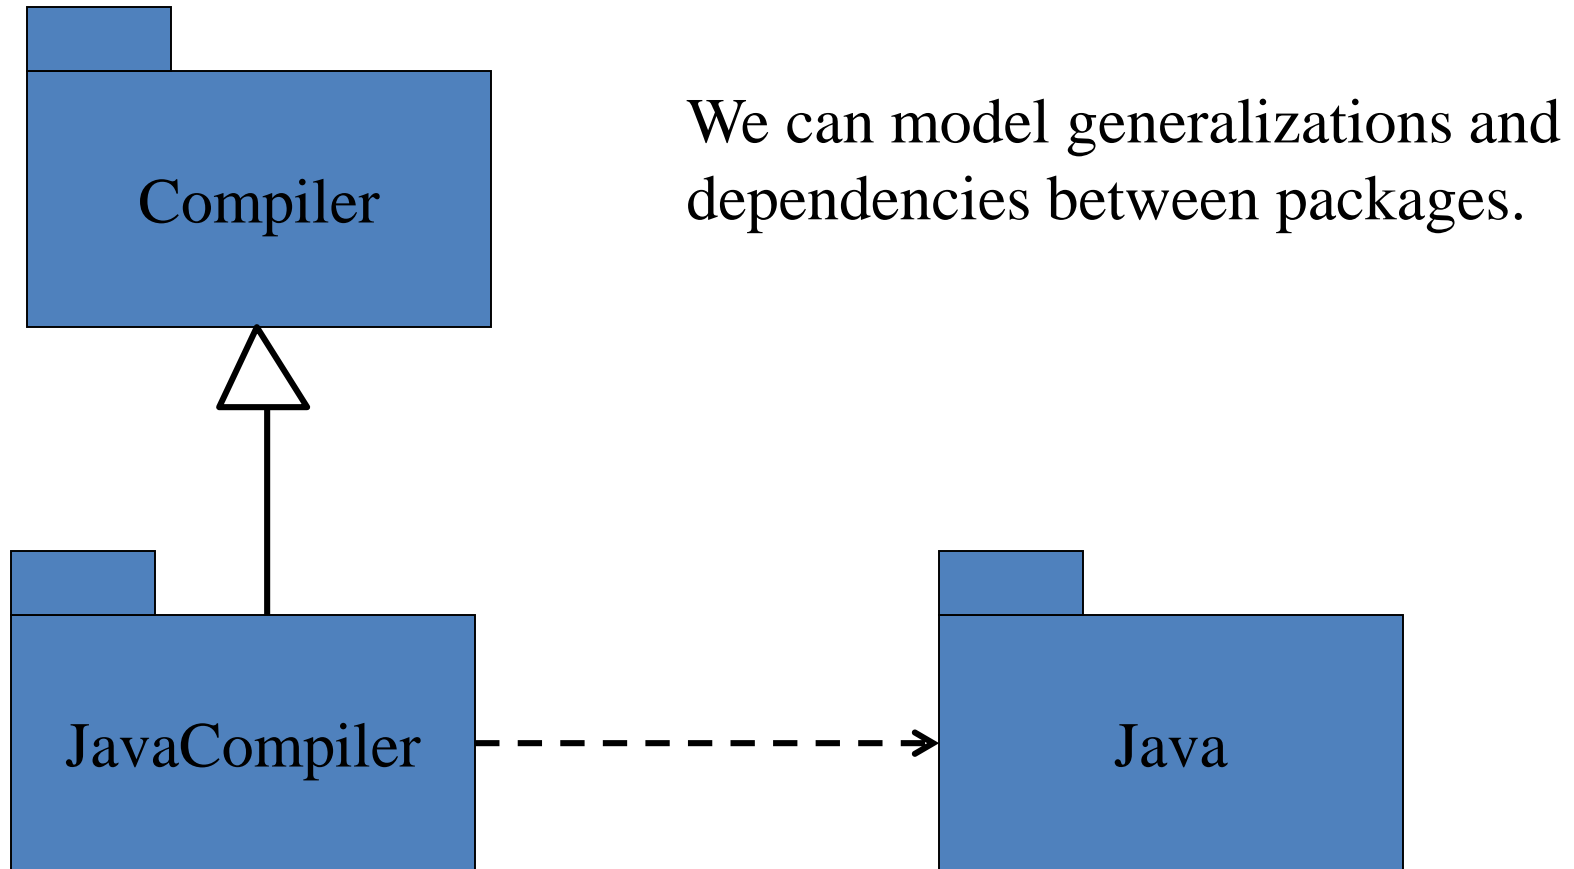 Compiler
We can model generalizations and
dependencies between packages.
JavaCompiler
Java